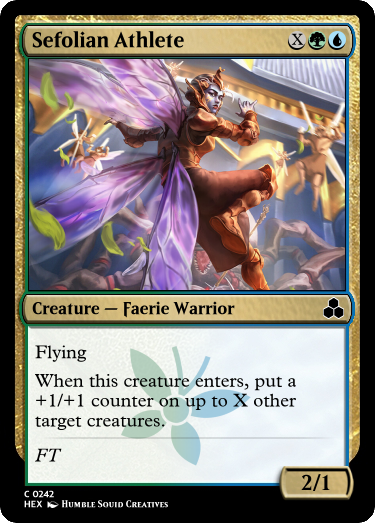 Sefolian Athlete X
Creature — Faerie Warrior
Flying
When this creature enters, put a
+1/+1 counter on up to X other
target creatures.
FT
2/1
C 0242
HEX Humble Squid Creatives